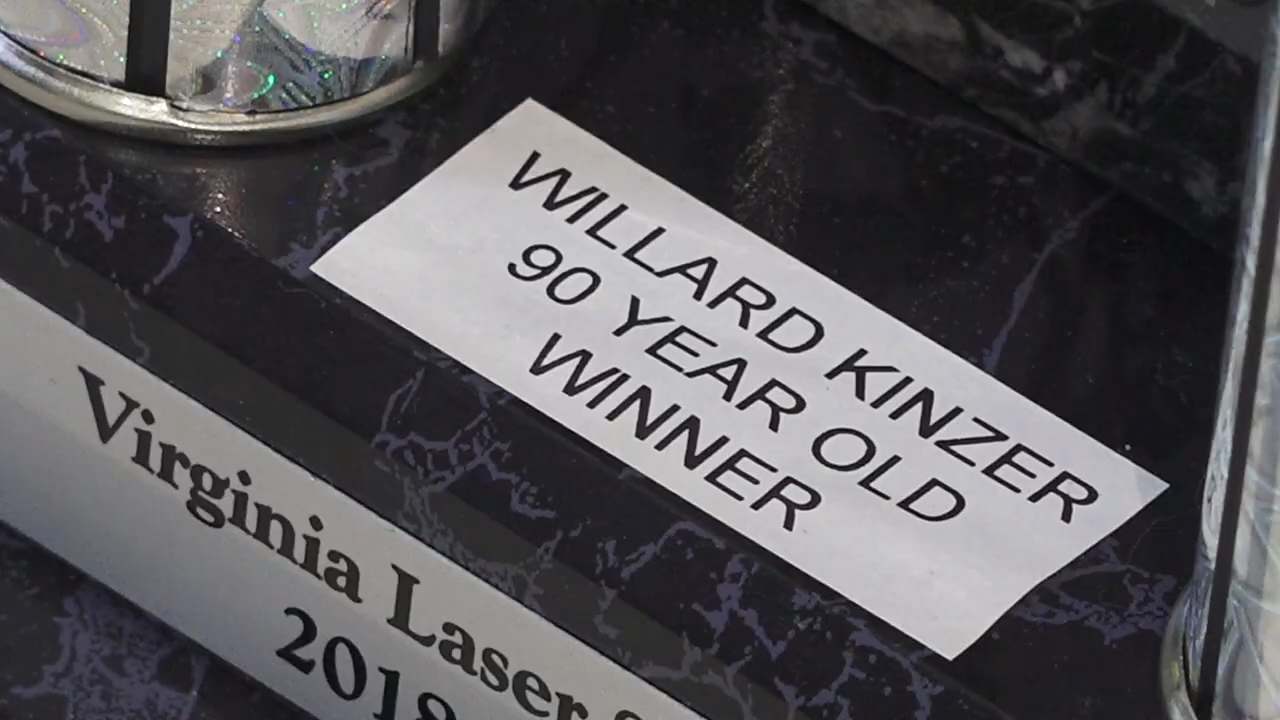 WILLARD KINZER
90 YEAR OLD
WINNER
Virginia Laser
2018